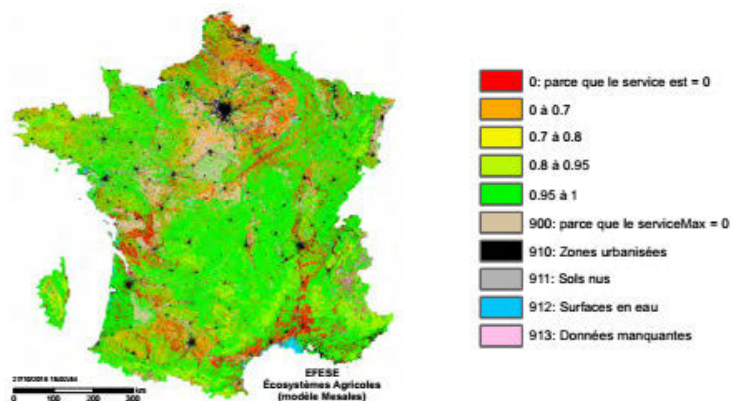 0: parce que le service est = 0
0 à 0.7
0.7 à 0.8
0.8 à 0.95
0.95 à 1
900: parce que le serviceMax = 0
910: Zones urbanisées
911: Sols nus
912: Surfaces en eau
913: Données manquantes
EFESE
Écosystèmes Agricoles
(modèle Mesales)
0 100 200 300 km